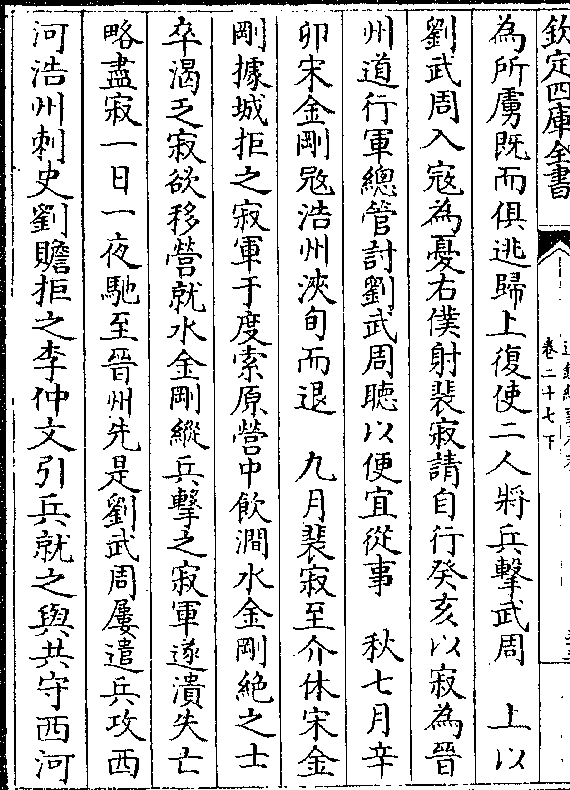 欽定四庫全書
卷二十七下
為所虜既而俱逃歸上復使二人將兵擊武周　上以
劉武周入寇為憂右僕射裴寂請自行癸亥以寂為晉
州道行軍總管討劉武周聽以便宜從事　秋七月辛
卯宋金剛寇浩州浹旬而退　九月裴寂至介休宋金
剛據城拒之寂軍于度索原營中飲澗水金剛絕之士
卒渴乏寂欲移營就水金剛縱兵擊之寂軍遂潰失亡
略盡寂一日一夜馳至晉州先是劉武周屢遣兵攻西
河浩州刺史劉贍拒之李仲文引兵就之與共守西河